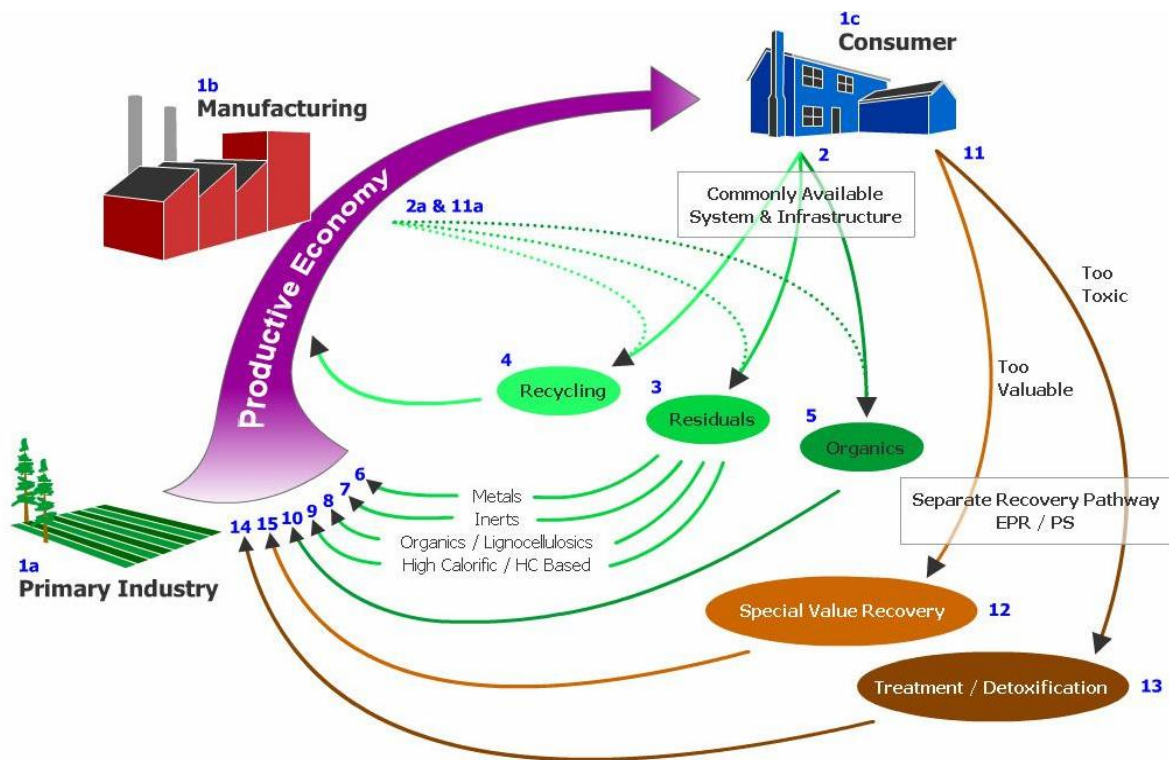 1c
Consumer
1b
Manufacturing
2
11
Commonly Available
System & Infrastructure
2a & 11a
Productive Economy
Too
Toxic
4
Recycling
3
Residuals
Too
Valuable
5
Organics
6
Metals
7
Inerts
8
Organics / Lignocellulosics
9
High Calorific / HC Based
10
15
14
Separate Recovery Pathway
EPR / PS
1a
Primary Industry
Special Value Recovery
12
Treatment / Detoxification
13